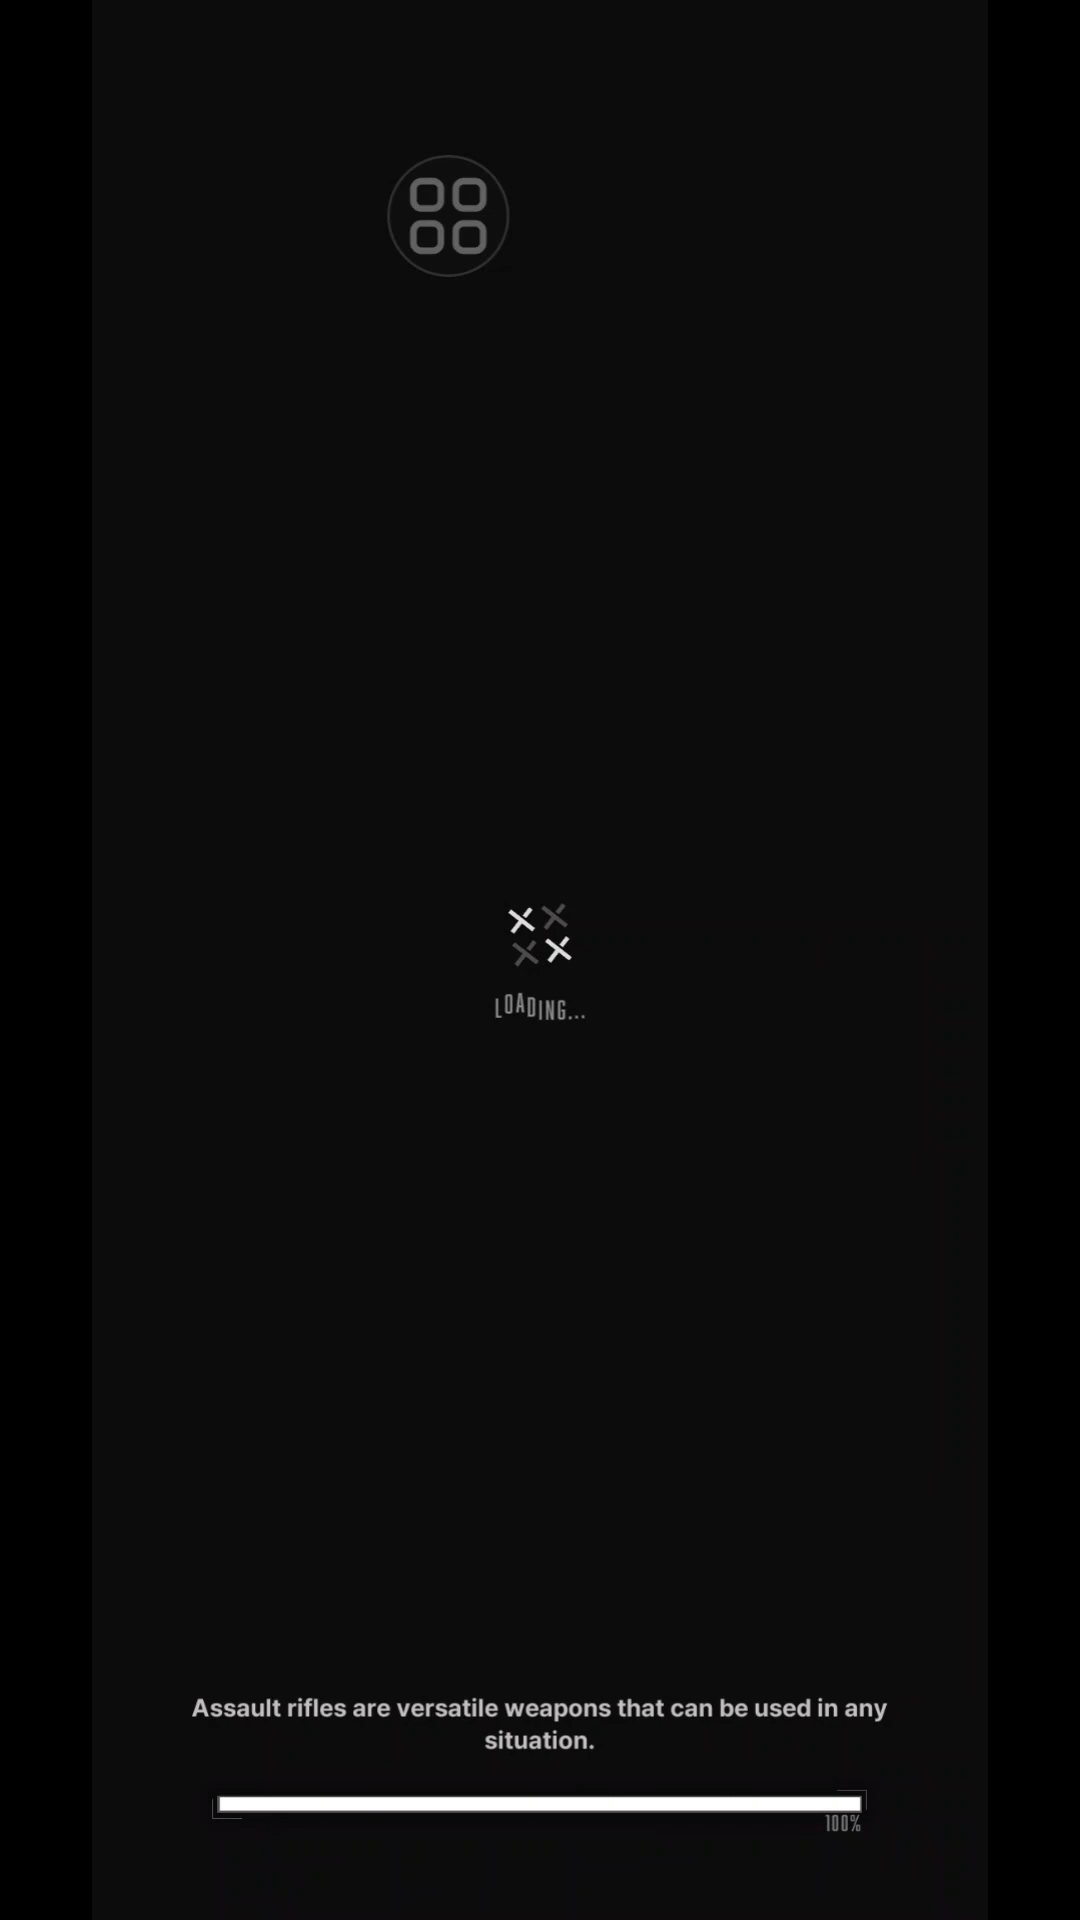 LOADING...
Assault rifles are versatile weapons that can be used in any
situation.
100%